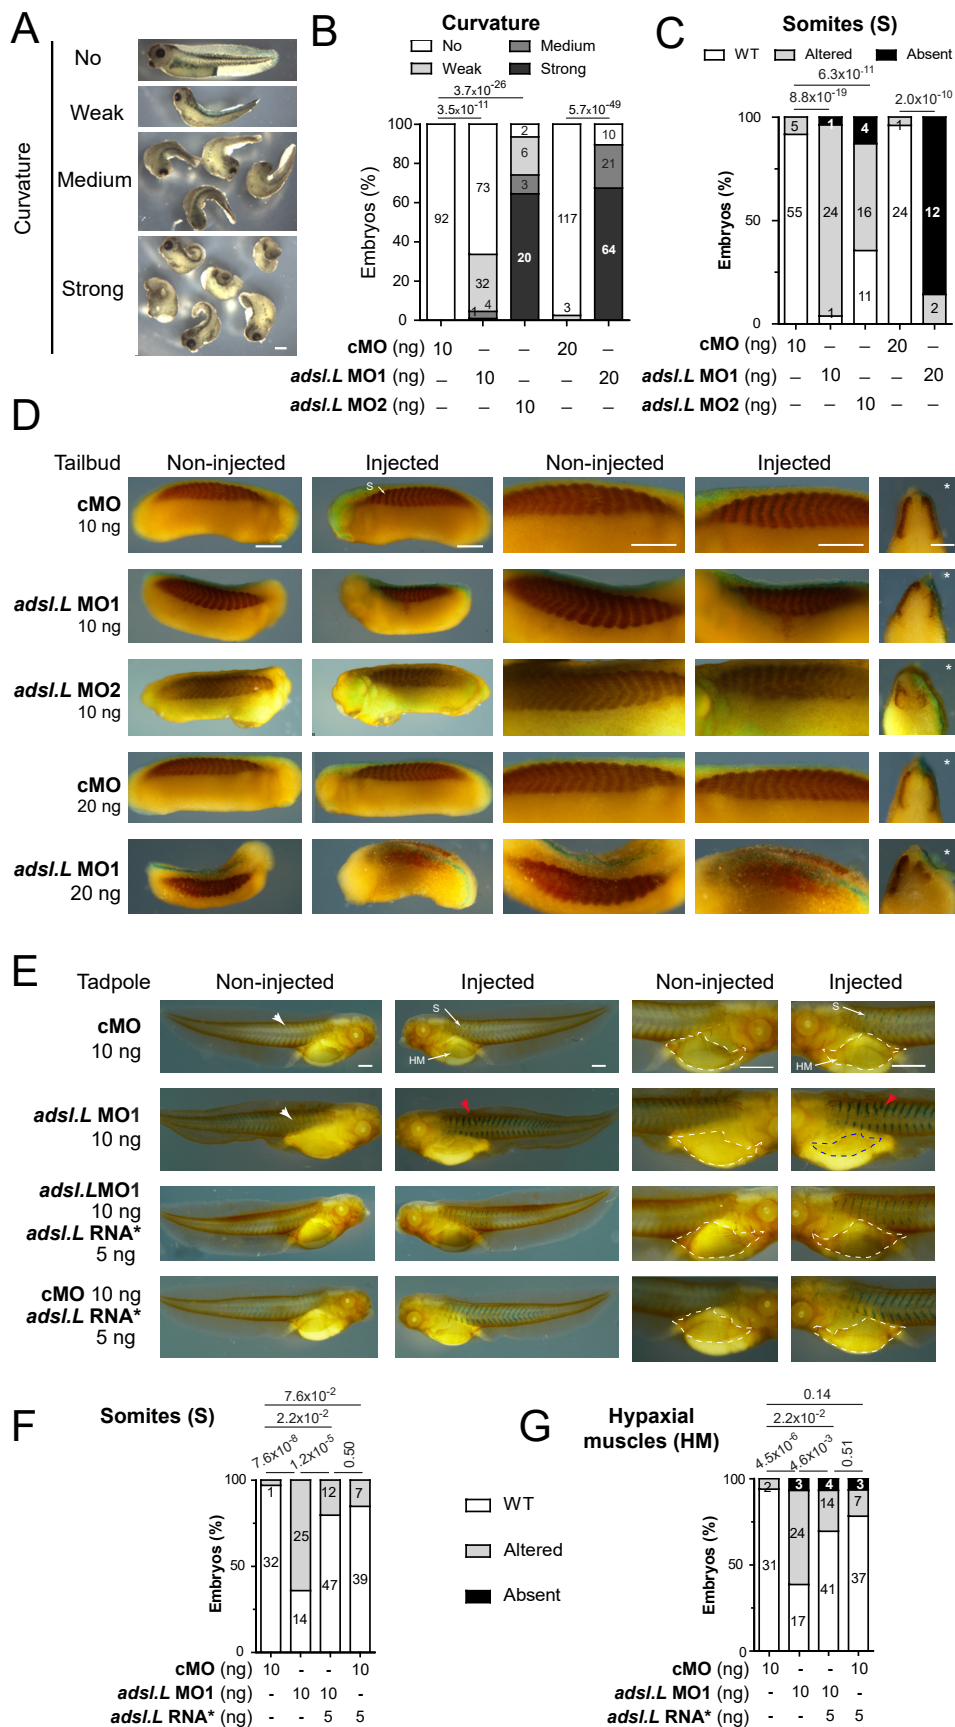 A
No
Weak
Medium
Strong
Curvature
B
Curvature
No
Medium
Weak
Strong
3.7x10-26
3.5x10-11
5.7x10-49
100
80
60
40
20
0
Embryos (%)
92
73
32
1
4
2
6
3
20
117
3
10
21
64
cMO (ng) 10 – – 20 –
adsl.L MO1 (ng) – 10 – – 20
adsl.L MO2 (ng) – – 10 – –
C
Somites (S)
WT
Altered
Absent
6.3x10-11
8.8x10-19
2.0x10-10
100
50
0
Embryos (%)
5
55
1
24
1
4
16
11
1
24
12
2
cMO (ng) 10 – – 20 –
adsl.L MO1 (ng) – 10 – – 20
adsl.L MO2 (ng) – – 10 – –
D
Tailbud Non-injected Injected Non-injected Injected
cMO
10 ng
S
*
adsl.L MO1
10 ng
*
adsl.L MO2
10 ng
*
cMO
20 ng
*
adsl.L MO1
20 ng
*
E
Tadpole Non-injected Injected Non-injected Injected
cMO
10 ng
S
HM
S
HM
adsl.L MO1
10 ng
adsl.LMO1
10 ng
adsl.L RNA*
5 ng
cMO 10 ng
adsl.L RNA*
5 ng
F
Somites (S)
7.6x10-2
2.2x10-2
7.6x10-8
1.2x10-5
0.50
100
50
0
Embryos (%)
1
32
25
14
12
47
7
39
cMO (ng) 10 - - 10
adsl.L MO1 (ng) - 10 10 -
adsl.L RNA* (ng) - - 5 5
WT
Altered
Absent
G
Hypaxial
muscles (HM)
0.14
2.2x10-2
4.5x10-6
4.6x10-3
0.51
100
50
0
Embryos (%)
2
31
3
24
17
4
14
41
3
7
37
cMO (ng) 10 - - 10
adsl.L MO1 (ng) - 10 10 -
adsl.L RNA* (ng) - - 5 5